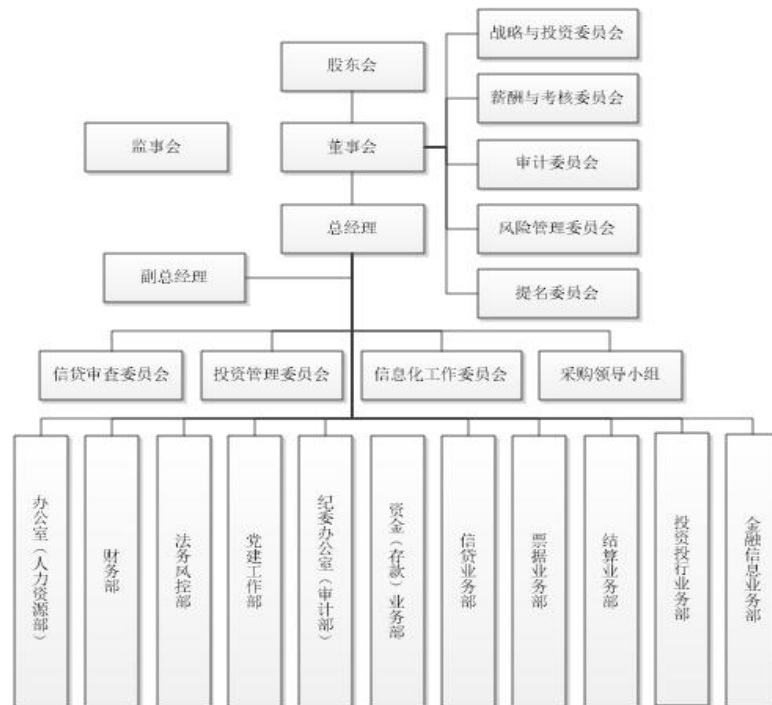 战略与投资委员会
股东会
薪酬与考核委员会
监事会
董事会
审计委员会
总经理
风险管理委员会
副总经理
提名委员会
信贷审查委员会
投资管理委员会
信息化工作委员会
采购领导小组
办公室（人力资源部）
财务部
法务风控部
党建工作部
纪委办公室（审计部）
资金（存款）业务部
信贷业务部
票据业务部
结算业务部
投资投行业务部
金融信息业务部